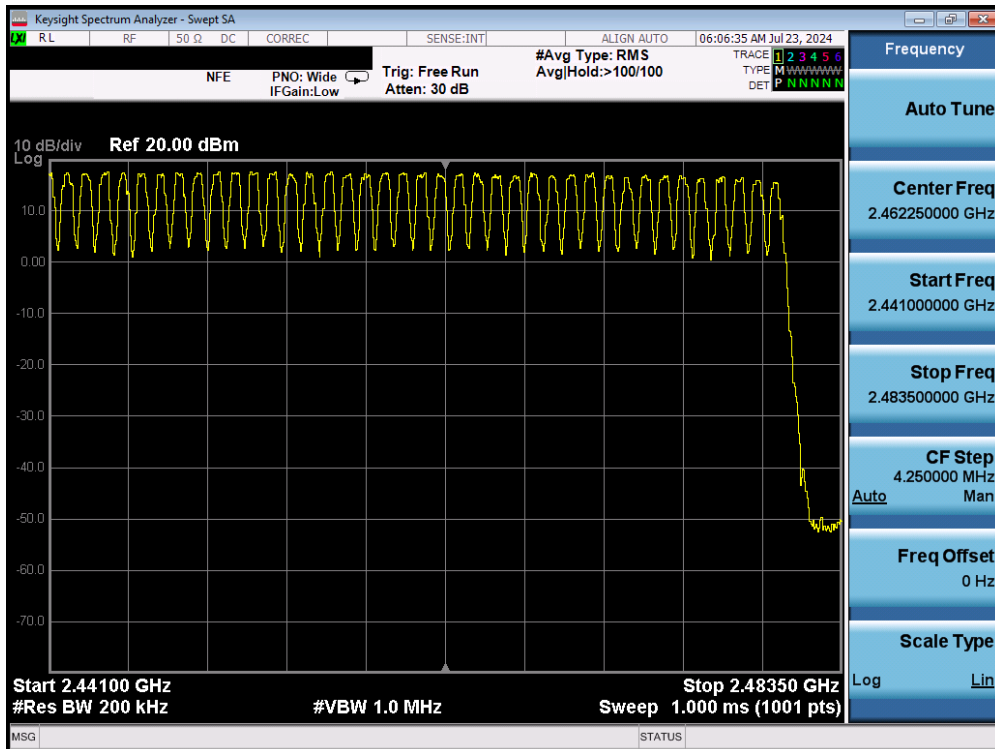 Keysight Spectrum Analyzer - Swept SA
LXI RL RF 50 Ω DC CORREC SENSE:INT ALIGN AUTO 06:06:35 AM Jul 23, 2024
NFE PNO: Wide IFGain:Low
Trig: Free Run
Atten: 30 dB
#Avg Type: RMS
Avg|Hold:>100/100
TRACE 1 2 3 4 5 6
TYPE M WWWWW
DET P N N N N N
10 dB/div Ref 20.00 dBm
Log
10.0
0.00
-10.0
-20.0
-30.0
-40.0
-50.0
-60.0
-70.0
Start 2.44100 GHz Stop 2.48350 GHz
#Res BW 200 kHz #VBW 1.0 MHz Sweep 1.000 ms (1001 pts)
MSG STATUS
Frequency
Auto Tune
Center Freq
2.462250000 GHz
Start Freq
2.441000000 GHz
Stop Freq
2.483500000 GHz
CF Step
4.250000 MHz
Auto Man
Freq Offset
0 Hz
Scale Type
Log Lin